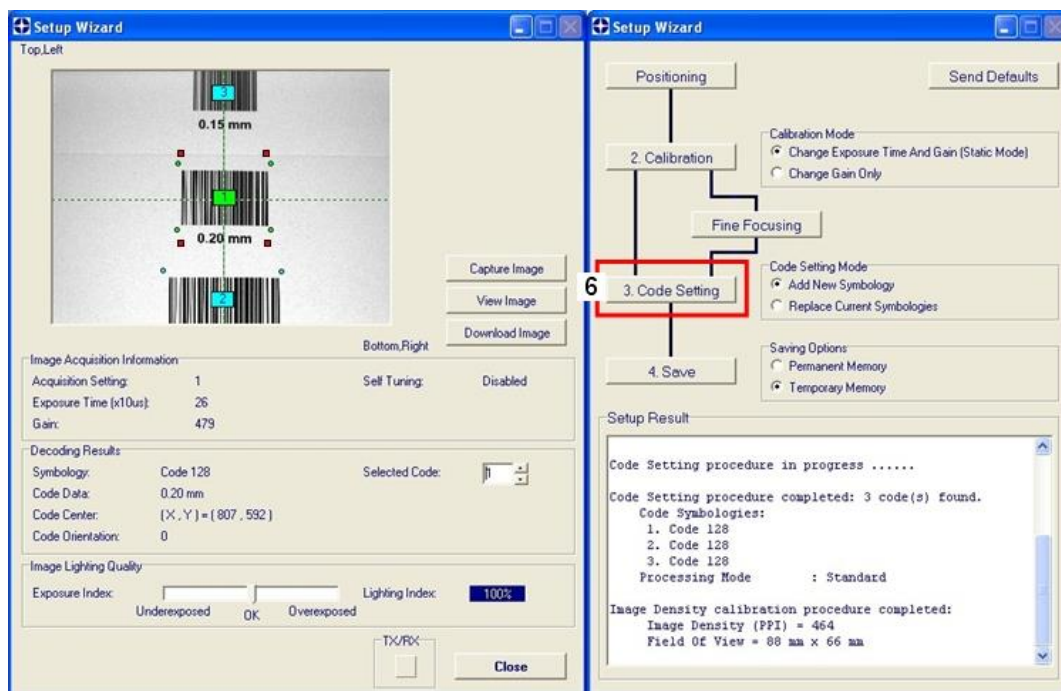 Setup Wizard
Top,Left
3
0.15 mm
1
0.20 mm
2
Capture Image
View Image
Download Image
Bottom,Right
Image Acquisition Information
Acquisition Setting: 1 Self Tuning: Disabled
Exposure Time (x10us): 26
Gain: 479
Decoding Results
Symbology: Code 128 Selected Code: 1
Code Data: 0.20 mm
Code Center: (X,Y) = ( 807 , 592 )
Code Orientation: 0
Image Lighting Quality
Exposure Index: Lighting Index: 100%
Underexposed OK Overexposed
TX/RX
Close
Setup Wizard
Positioning Send Defaults
Calibration Mode
2. Calibration
Change Exposure Time And Gain (Static Mode)
Change Gain Only
Fine Focusing
Code Setting Mode
6 3. Code Setting
Add New Symbology
Replace Current Symbologies
Saving Options
4. Save
Permanent Memory
Temporary Memory
Setup Result
Code Setting procedure in progress ......
Code Setting procedure completed: 3 code(s) found.
Code Symbologies:
1. Code 128
2. Code 128
3. Code 128
Processing Mode : Standard
Image Density calibration procedure completed:
Image Density (PPI) = 464
Field Of View = 88 mm x 66 mm